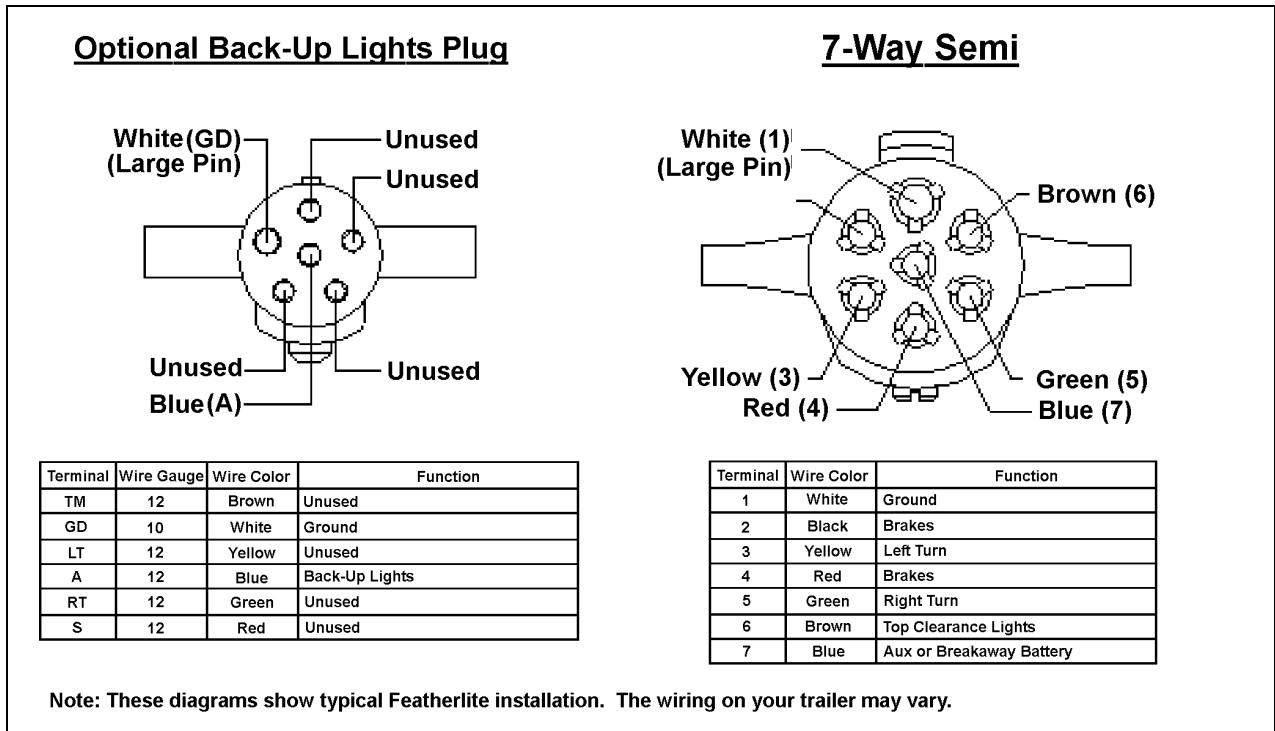 Optional Back-Up Lights Plug
White (GD)
(Large Pin)
Unused
Unused
Unused
Blue (A)
Unused
Terminal Wire Gauge Wire Color Function
TM 12 Brown Unused
GD 10 White Ground
LT 12 Yellow Unused
A 12 Blue Back-Up Lights
RT 12 Green Unused
S 12 Red Unused
7-Way Semi
White (1)
(Large Pin)
Brown (6)
Yellow (3)
Red (4)
Green (5)
Blue (7)
Terminal Wire Color Function
1 White Ground
2 Black Brakes
3 Yellow Left Turn
4 Red Brakes
5 Green Right Turn
6 Brown Top Clearance Lights
7 Blue Aux or Breakaway Battery
Note: These diagrams show typical Featherlite installation. The wiring on your trailer may vary.